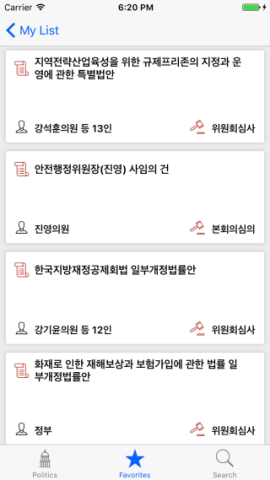 Carrier 6:20 PM
My List
지역전략산업육성을 위한 규제프리존의 지정과 운
영에 관한 특별법안
강석훈의원 등 13인 위원회심사
안전행정위원장(진영) 사임의 건
진영의원 본회의심의
한국지방재정공제회법 일부개정법률안
강기윤의원 등 12인 위원회심사
화재로 인한 재해보상과 보험가입에 관한 법률 일
부개정법률안
정부 위원회심사
Politics Favorites Search